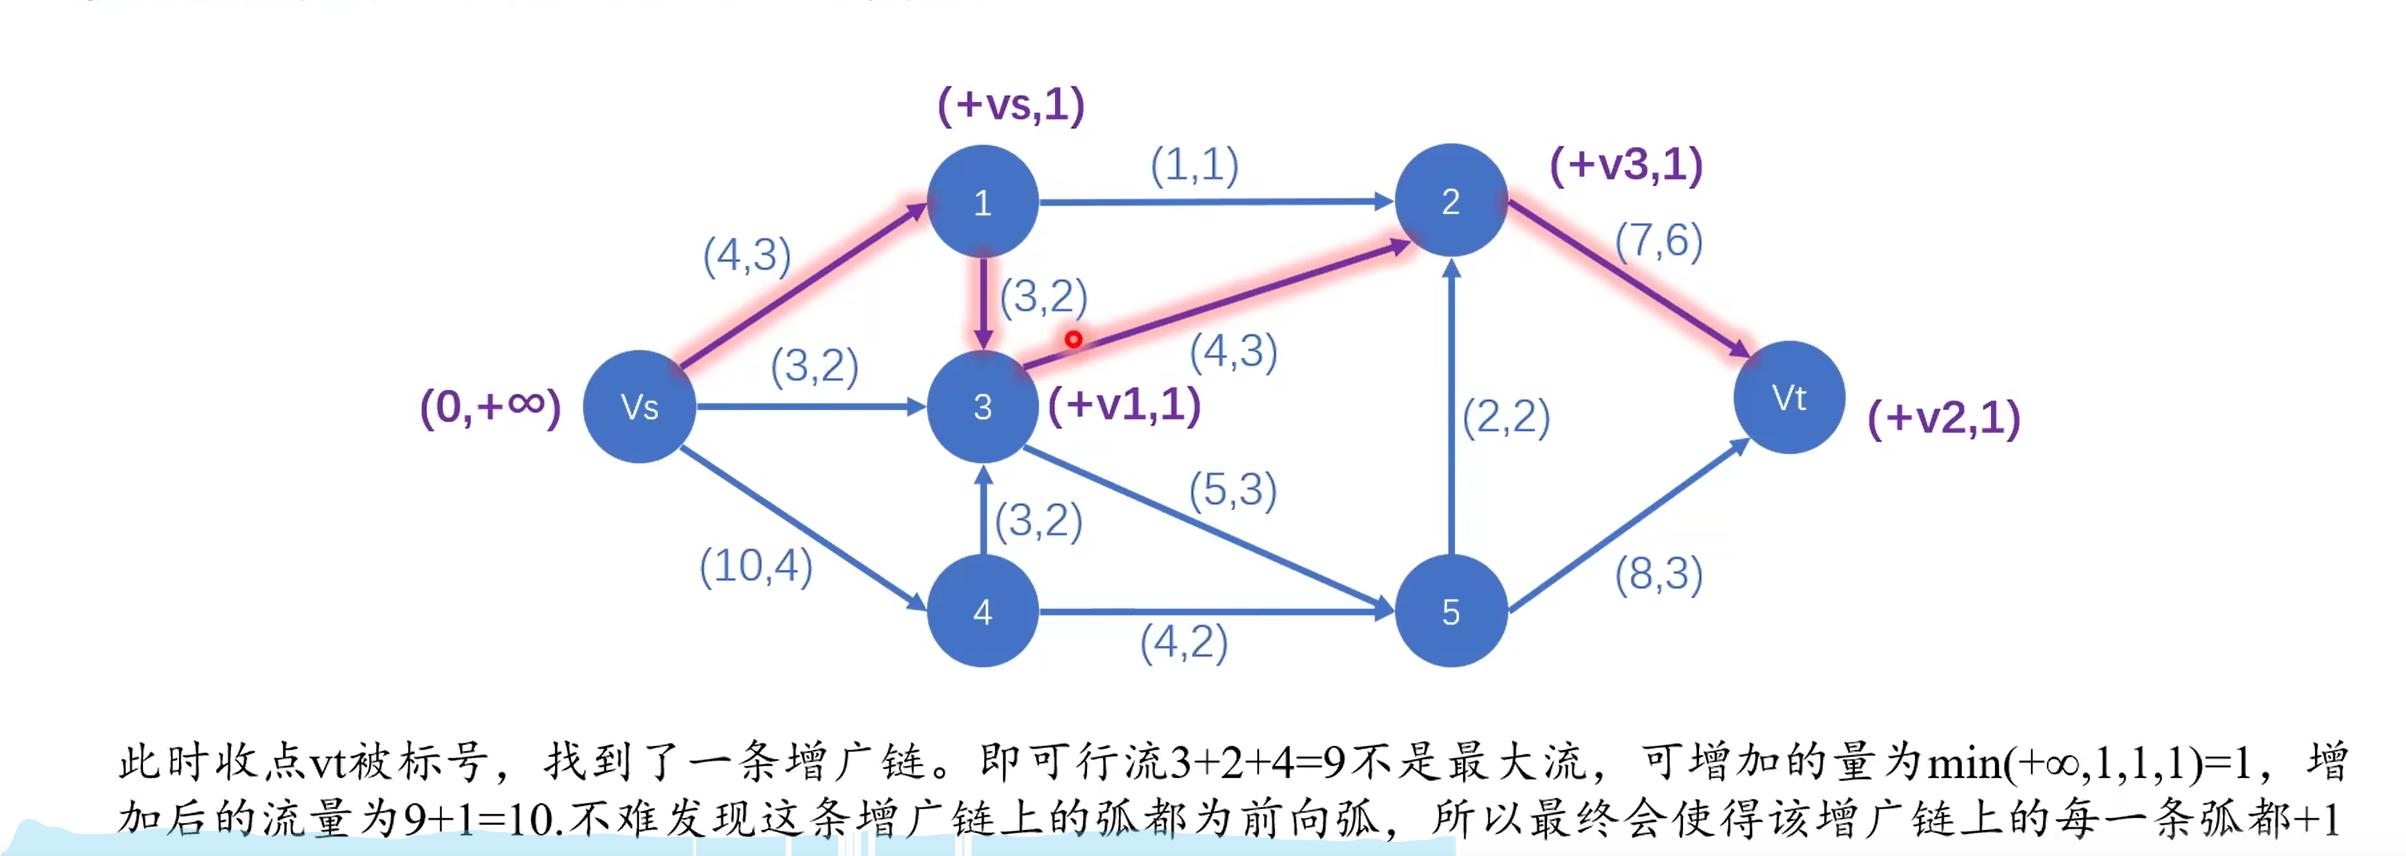 (+vs,1)
(1,1)
(+v3,1)
1
2
(4,3)
(7,6)
(3,2)
(3,2)
(4,3)
(0,+∞)
Vs
3
(+v1,1)
(2,2)
Vt
(+v2,1)
(5,3)
(3,2)
(10,4)
(8,3)
4
5
(4,2)
此时收点vt被标号，找到了一条增广链。即可行流3+2+4=9不是最大流，可增加的量为min(+∞,1,1,1)=1，增
加后的流量为9+1=10.不难发现这条增广链上的弧都为前向弧，所以最终会使得该增广链上的每一条弧都+1